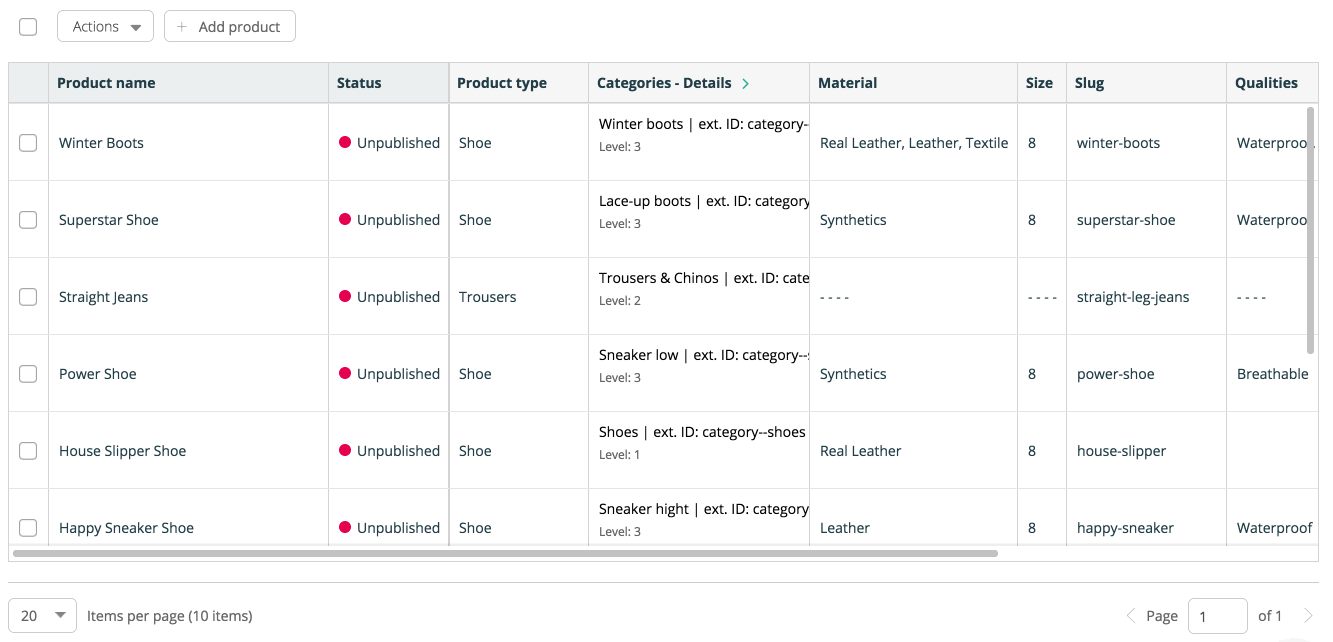 Actions + Add product
Product name Status Product type Categories - Details > Material Size Slug Qualities
Winter boots | ext. ID: category-
Winter Boots Unpublished Shoe Level: 3 Real Leather, Leather, Textile 8 winter-boots Waterproo
Lace-up boots | ext. ID: category
Superstar Shoe Unpublished Shoe Level: 3 Synthetics 8 superstar-shoe Waterproo
Trousers & Chinos | ext. ID: cate
Straight Jeans Unpublished Trousers Level: 2 - - - - - - - - straight-leg-jeans - - - -
Sneaker low | ext. ID: category--
Power Shoe Unpublished Shoe Level: 3 Synthetics 8 power-shoe Breathable
Shoes | ext. ID: category--shoes
House Slipper Shoe Unpublished Shoe Level: 1 Real Leather 8 house-slipper
Sneaker hight | ext. ID: category
Happy Sneaker Shoe Unpublished Shoe Level: 3 Leather 8 happy-sneaker Waterproof
20 Items per page (10 items) < Page 1 of 1 >